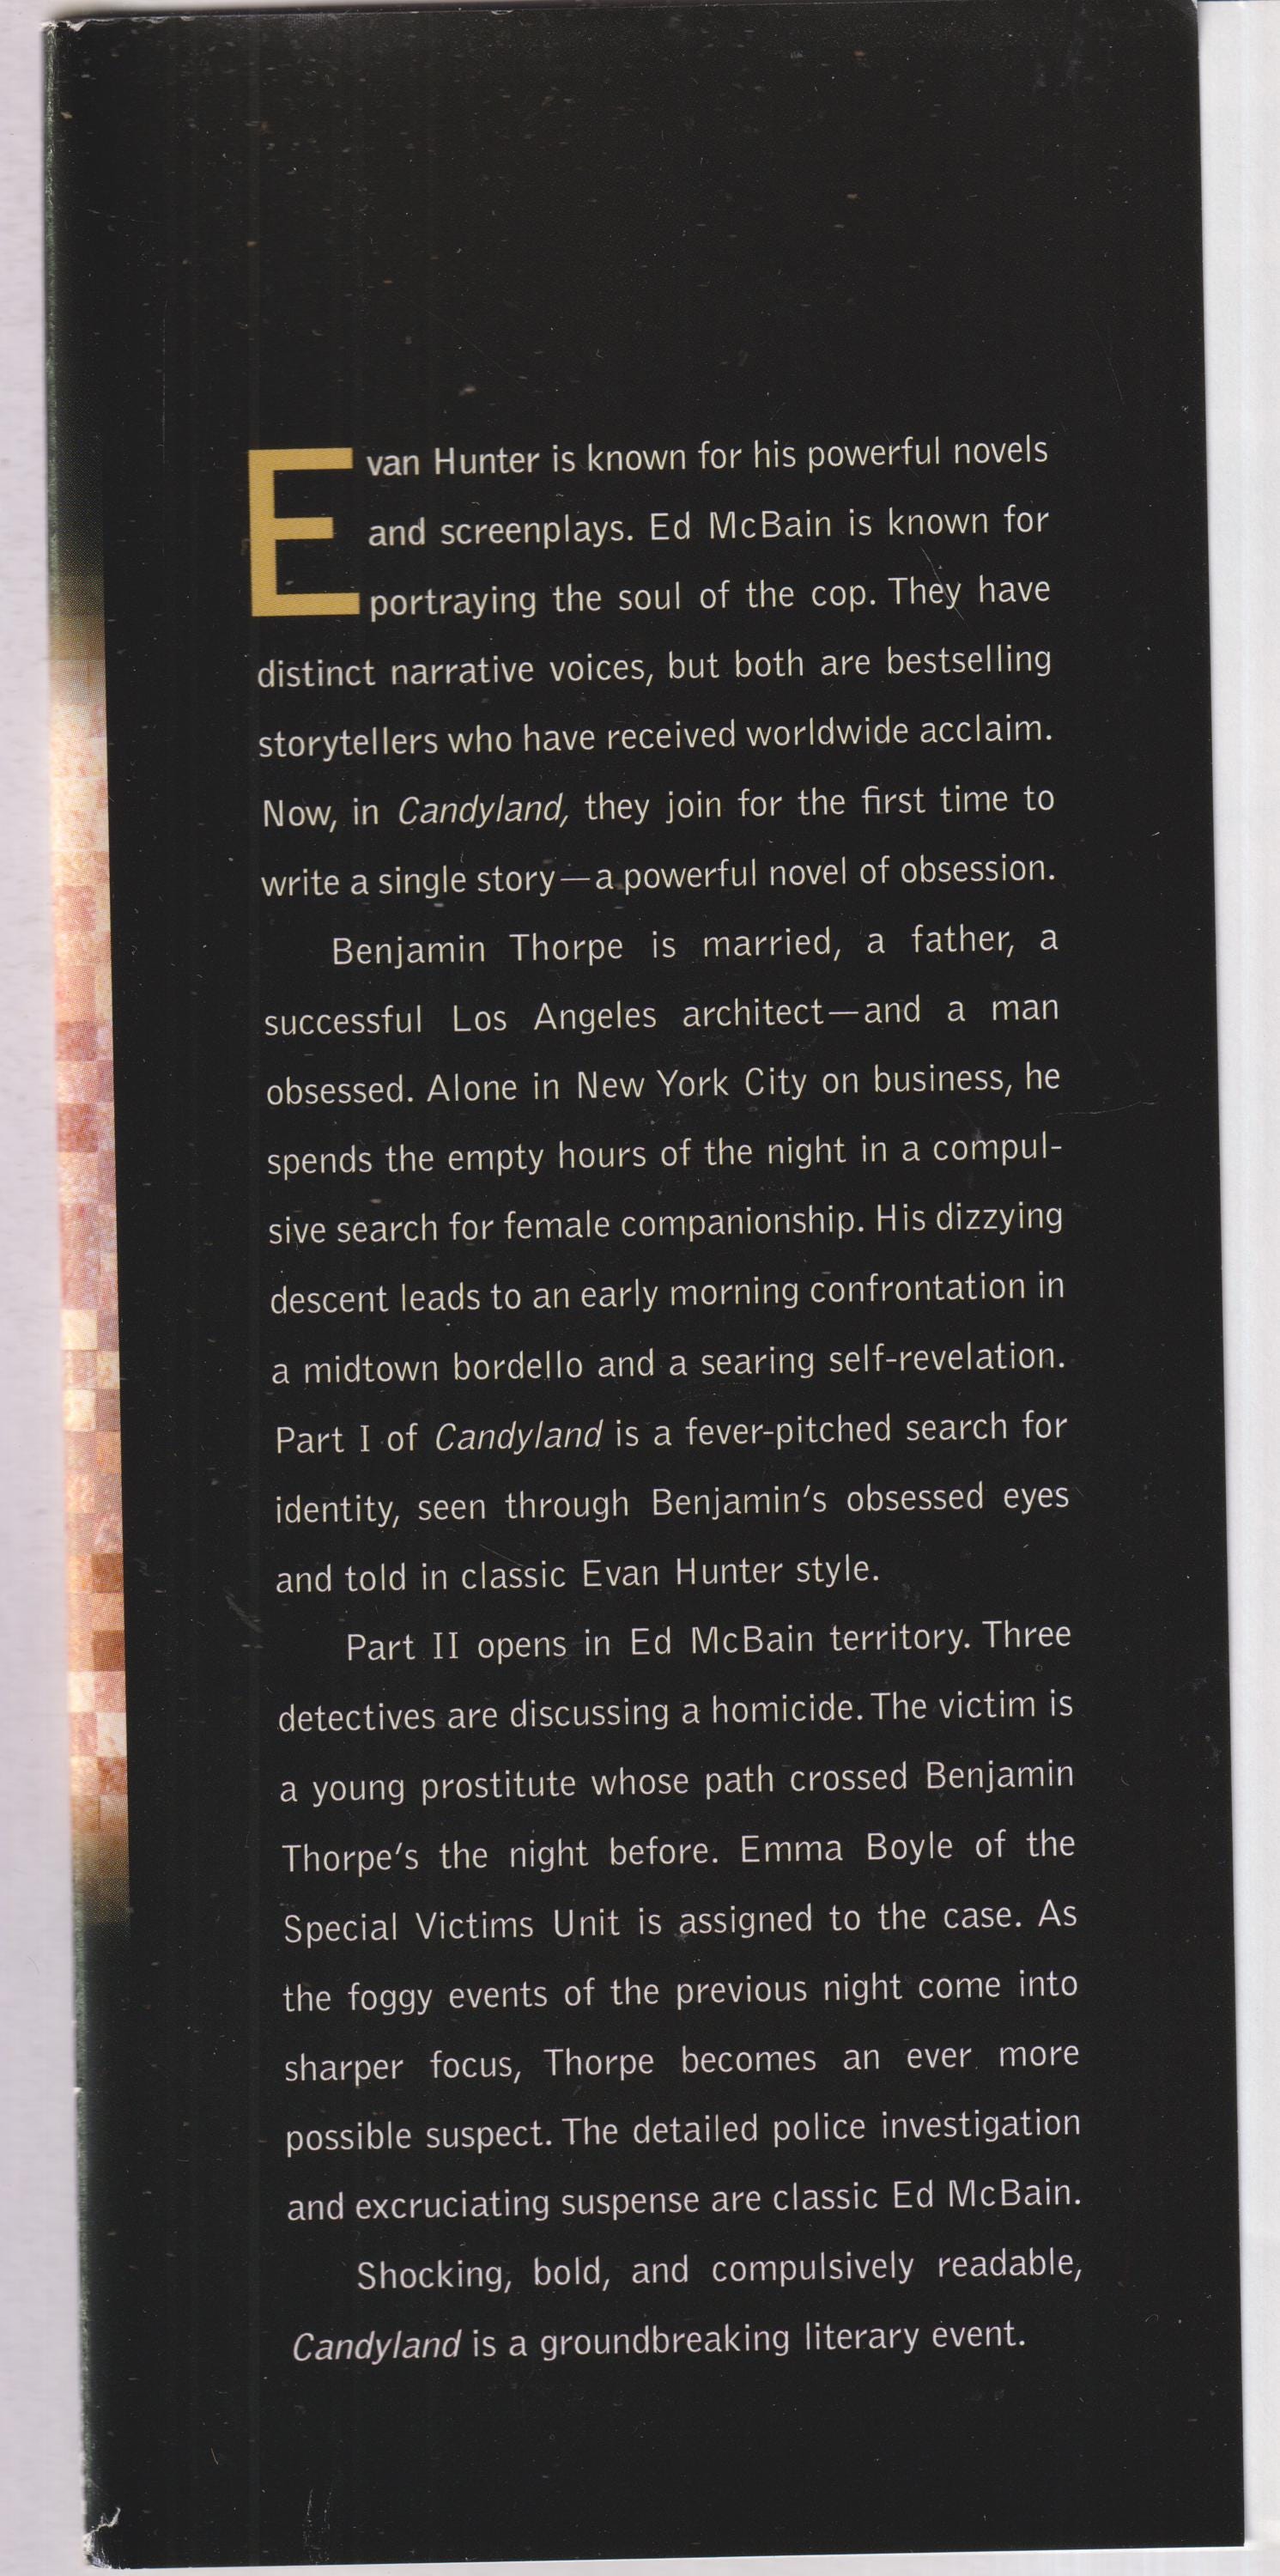 Evan Hunter is known for his powerful novels
and screenplays. Ed McBain is known for
portraying the soul of the cop. They have
distinct narrative voices, but both are bestselling
storytellers who have received worldwide acclaim.
Now, in Candyland, they join for the first time to
write a single story—a powerful novel of obsession.
Benjamin Thorpe is married, a father, a
successful Los Angeles architect—and a man
obsessed. Alone in New York City on business, he
spends the empty hours of the night in a compul-
sive search for female companionship. His dizzying
descent leads to an early morning confrontation in
a midtown bordello and a searing self-revelation.
Part I of Candyland is a fever-pitched search for
identity, seen through Benjamin's obsessed eyes
and told in classic Evan Hunter style.
Part II opens in Ed McBain territory. Three
detectives are discussing a homicide. The victim is
a young prostitute whose path crossed Benjamin
Thorpe's the night before. Emma Boyle of the
Special Victims Unit is assigned to the case. As
the foggy events of the previous night come into
sharper focus, Thorpe becomes an ever more
possible suspect. The detailed police investigation
and excruciating suspense are classic Ed McBain.
Shocking, bold, and compulsively readable,
Candyland is a groundbreaking literary event.